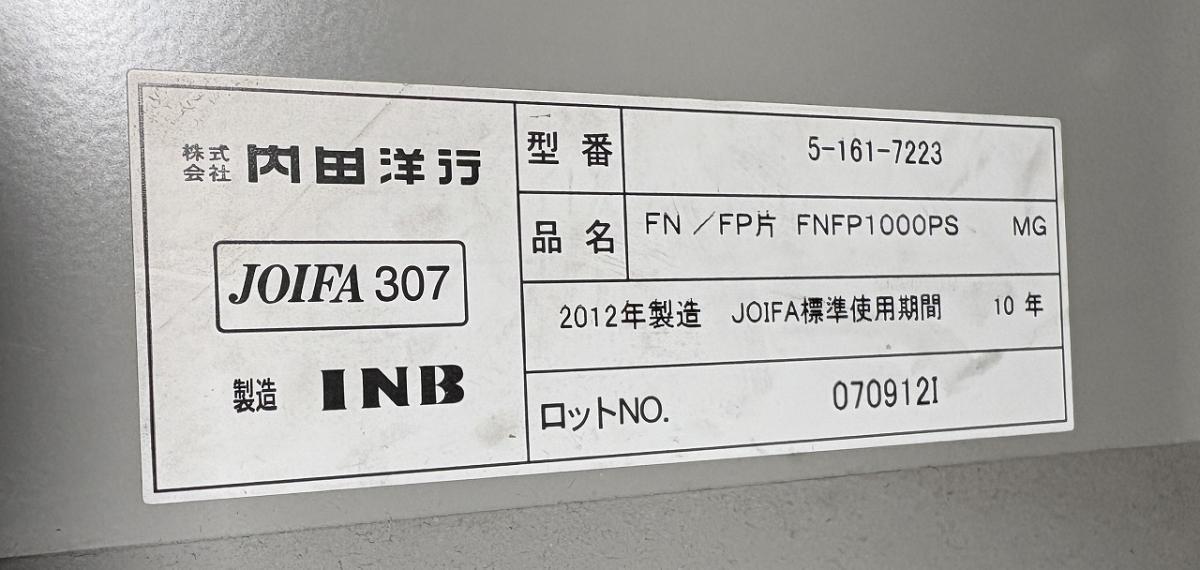 株式会社 内田洋行
JOIFA 307
製造 INB
型番 5-161-7223
品名 FN／FP片 FNFP1000PS MG
2012年製造 JOIFA標準使用期間 10年
ロットNO. 070912I